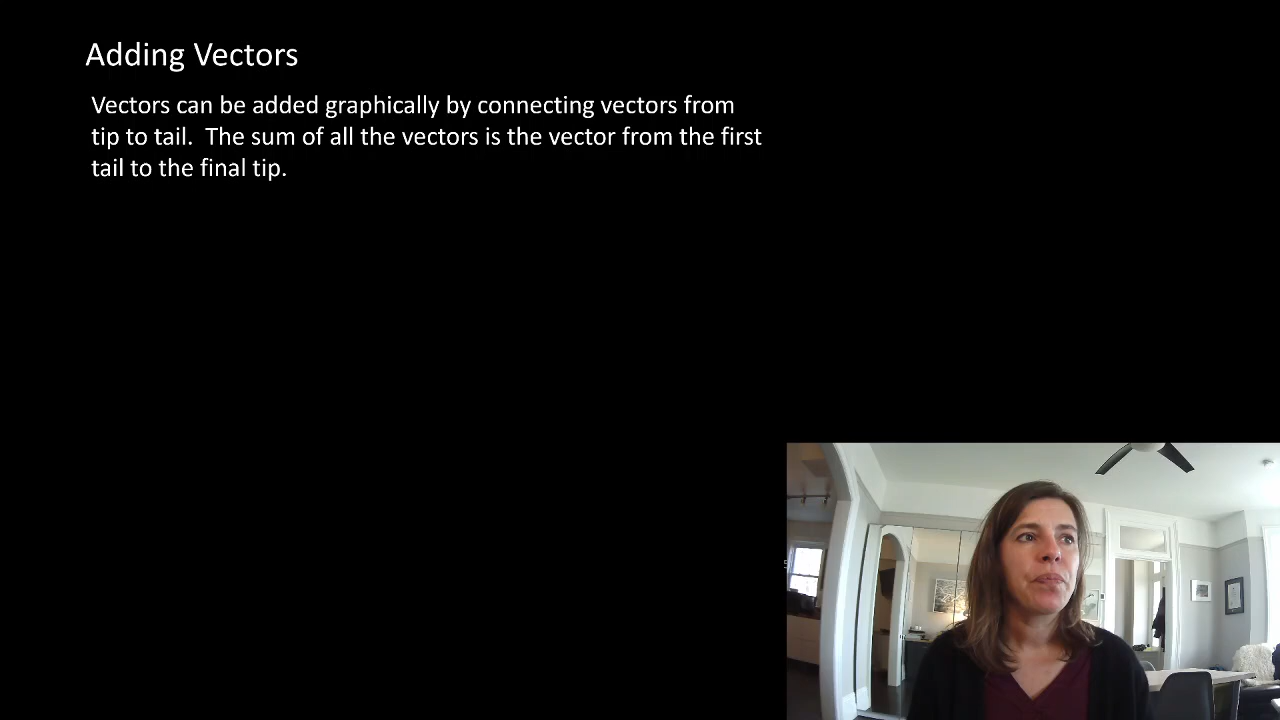 Adding Vectors
Vectors can be added graphically by connecting vectors from
tip to tail.  The sum of all the vectors is the vector from the first
tail to the final tip.